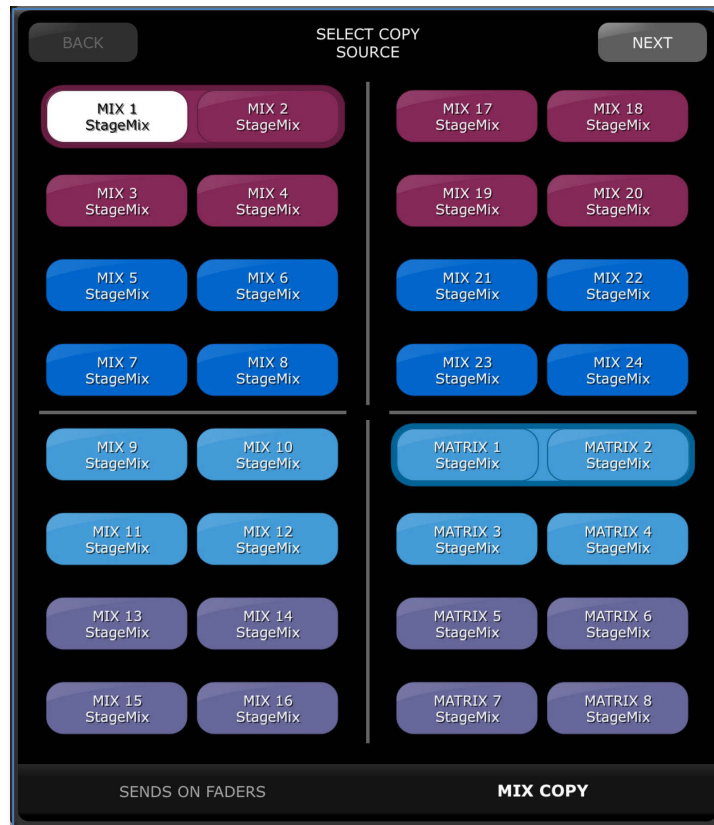 BACK
SELECT COPY
SOURCE
NEXT
MIX 1
StageMix
MIX 2
StageMix
MIX 17
StageMix
MIX 18
StageMix
MIX 3
StageMix
MIX 4
StageMix
MIX 19
StageMix
MIX 20
StageMix
MIX 5
StageMix
MIX 6
StageMix
MIX 21
StageMix
MIX 22
StageMix
MIX 7
StageMix
MIX 8
StageMix
MIX 23
StageMix
MIX 24
StageMix
MIX 9
StageMix
MIX 10
StageMix
MATRIX 1
StageMix
MATRIX 2
StageMix
MIX 11
StageMix
MIX 12
StageMix
MATRIX 3
StageMix
MATRIX 4
StageMix
MIX 13
StageMix
MIX 14
StageMix
MATRIX 5
StageMix
MATRIX 6
StageMix
MIX 15
StageMix
MIX 16
StageMix
MATRIX 7
StageMix
MATRIX 8
StageMix
SENDS ON FADERS
MIX COPY